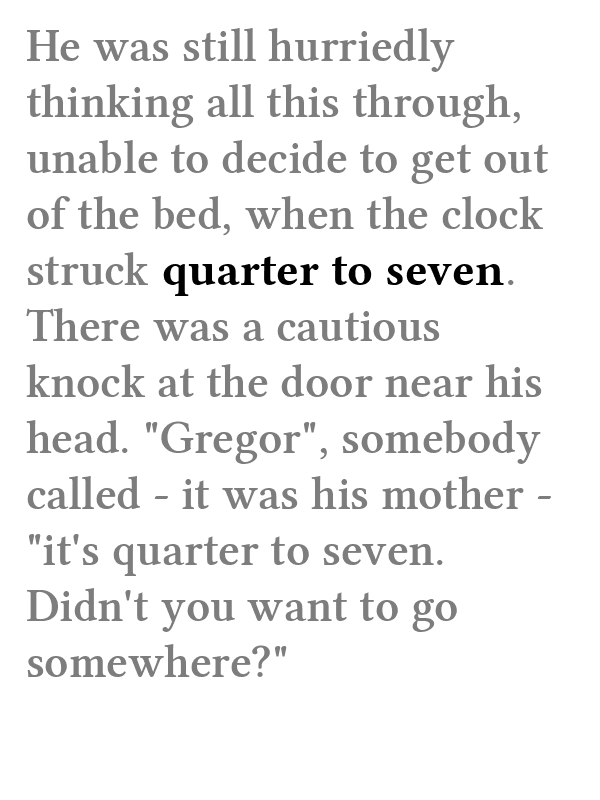 He was still hurriedly
thinking all this through,
unable to decide to get out
of the bed, when the clock
struck quarter to seven.
There was a cautious
knock at the door near his
head. "Gregor", somebody
called - it was his mother -
"it's quarter to seven.
Didn't you want to go
somewhere?"